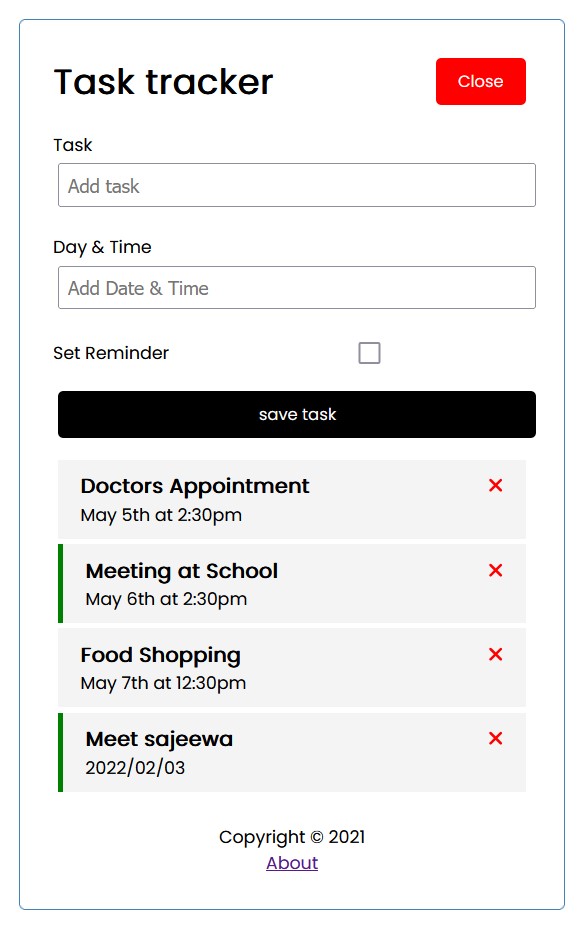 Task tracker
Close
Task
Add task
Day & Time
Add Date & Time
Set Reminder
save task
Doctors Appointment
May 5th at 2:30pm
Meeting at School
May 6th at 2:30pm
Food Shopping
May 7th at 12:30pm
Meet sajeewa
2022/02/03
Copyright © 2021
About